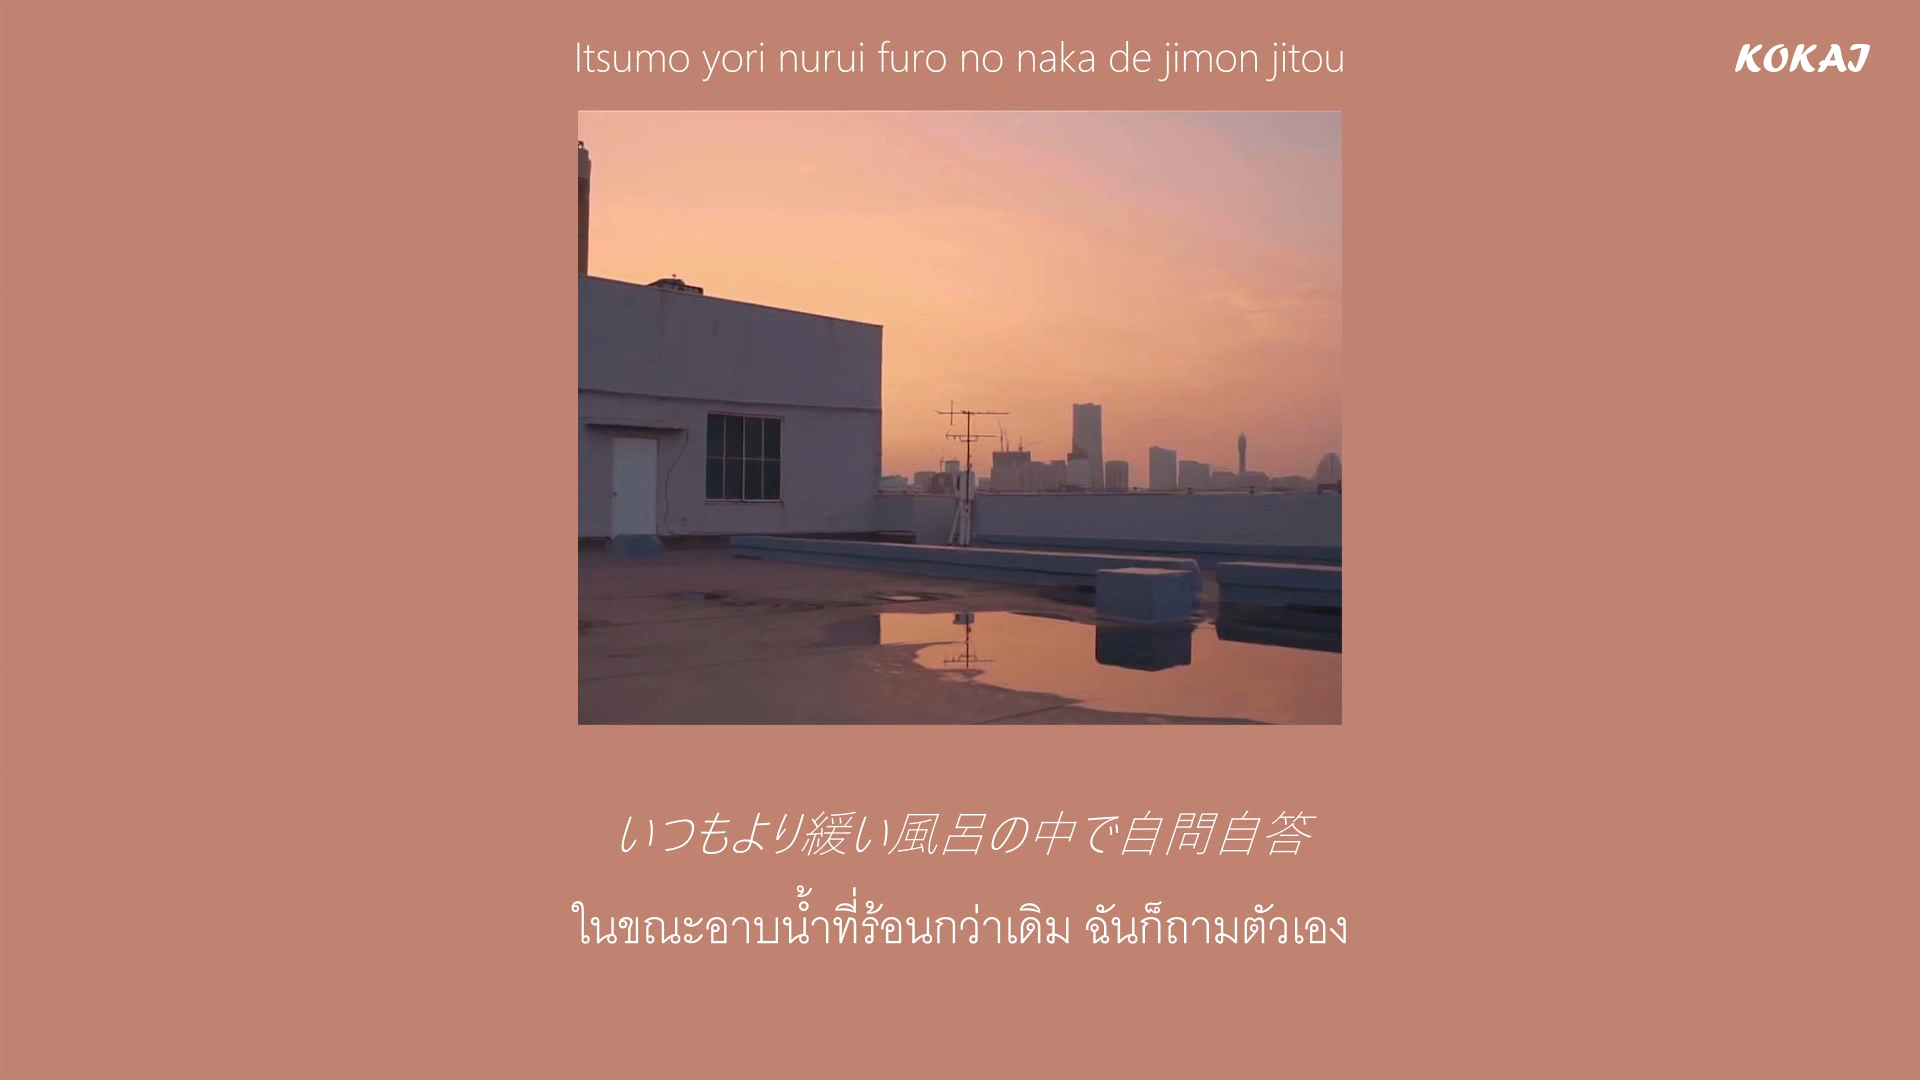 Itsumo yori nurui furo no naka de jimon jitou
KOKAI
いつもより緩い風呂の中で自問自答
ในขณะอาบน้ำที่ร้อนกว่าเดิม ฉันก็ถามตัวเอง